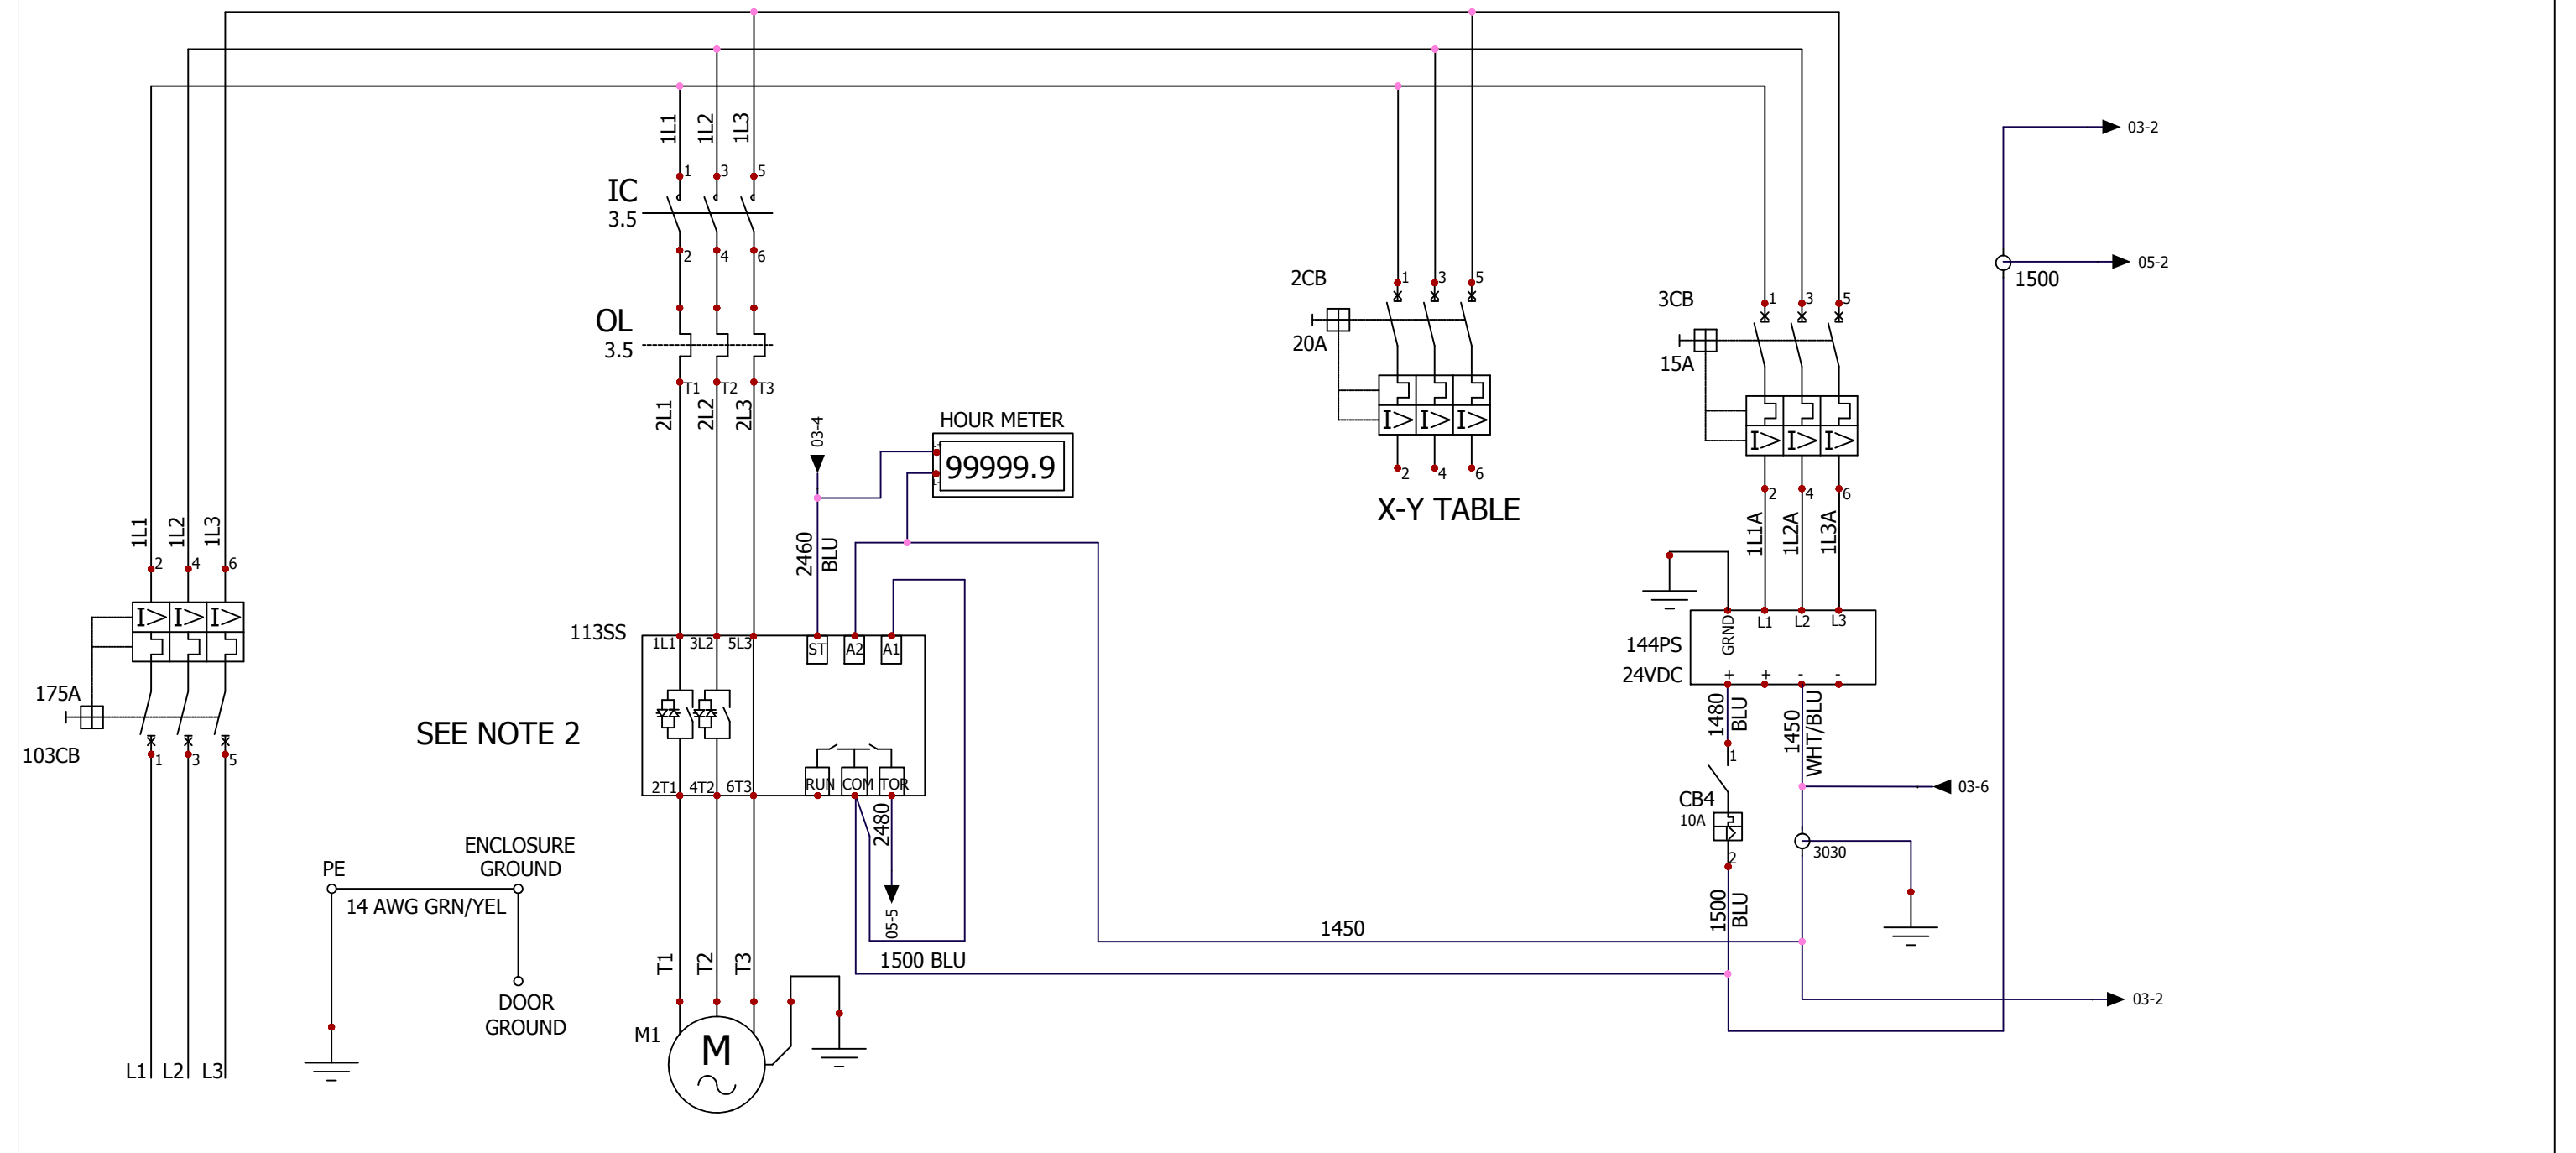 03-2
1L1
1L2
1L3
1
3
5
IC
3.5
2
4
6
05-2
1500
2CB
1
3
5
20A
3CB
1
3
5
15A
OL
3.5
T1
T2
T3
2L1
2L2
2L3
03-4
HOUR METER
99999.9
2
4
6
X-Y TABLE
2
4
6
1L1A
1L2A
1L3A
1L1
1L2
1L3
2
4
6
2460
BLU
I>
I>
I>
I>
I>
I>
I>
I>
I>
113SS
1L1
3L2
5L3
ST
A2
A1
144PS
24VDC
GRND
L1
L2
L3
+
+
-
-
175A
103CB
1
3
5
SEE NOTE 2
RUN
COM
TOR
2T1
4T2
6T3
2480
05-5
1480
BLU
1450
WHT/BLU
1
CB4
10A
2
03-6
3030
1500
BLU
PE
ENCLOSURE
GROUND
14 AWG GRN/YEL
DOOR
GROUND
T1
T2
T3
1450
1500 BLU
03-2
M1
M
L1
L2
L3